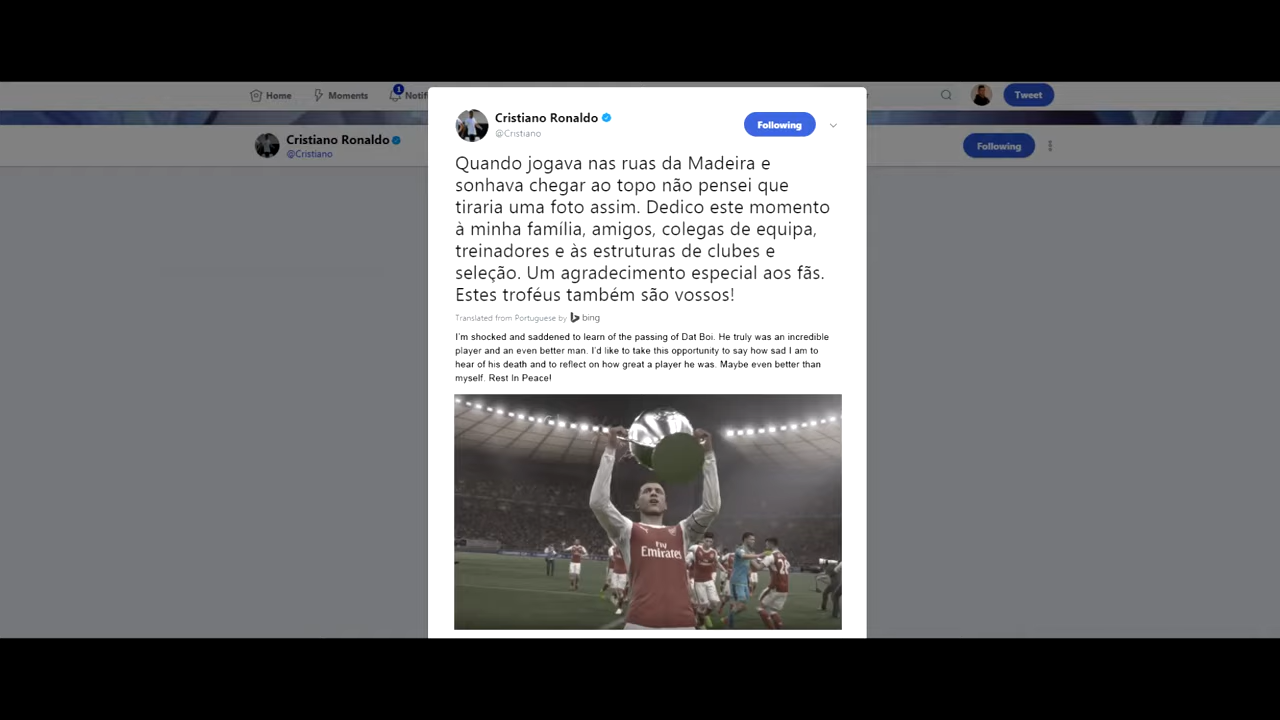 Home
Moments
Notif
Tweet
Cristiano Ronaldo
@Cristiano
Following
Cristiano Ronaldo
@Cristiano
Following
Quando jogava nas ruas da Madeira e
sonhava chegar ao topo não pensei que
tiraria uma foto assim. Dedico este momento
à minha família, amigos, colegas de equipa,
treinadores e às estruturas de clubes e
seleção. Um agradecimento especial aos fãs.
Estes troféus também são vossos!
Translated from Portuguese by bing
I'm shocked and saddened to learn of the passing of Dat Boi. He truly was an incredible
player and an even better man. I'd like to take this opportunity to say how sad I am to
hear of his death and to reflect on how great a player he was. Maybe even better than
myself. Rest In Peace!
Fly
Emirates